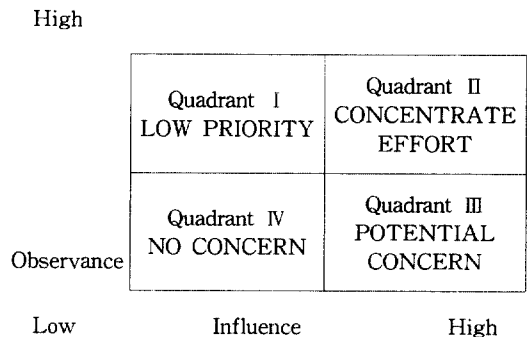 High
Quadrant Ⅰ
LOW PRIORITY
Quadrant Ⅱ
CONCENTRATE
EFFORT
Quadrant Ⅳ
NO CONCERN
Quadrant Ⅲ
POTENTIAL
CONCERN
Observance
Low Influence High